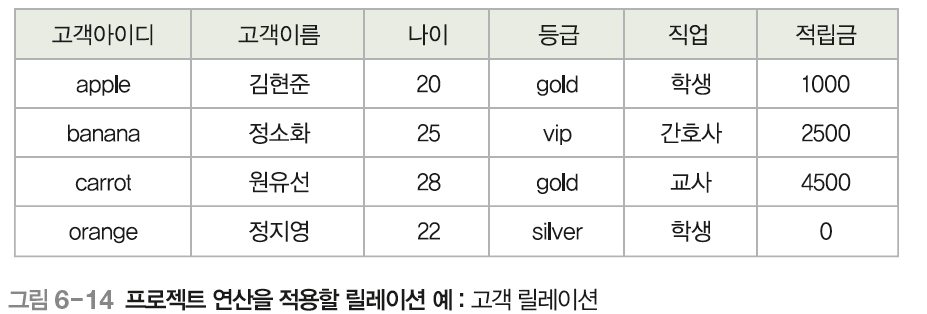 고객아이디 고객이름 나이 등급 직업 적립금
apple 김현준 20 gold 학생 1000
banana 정소화 25 vip 간호사 2500
carrot 원유선 28 gold 교사 4500
orange 정지영 22 silver 학생 0
그림 6-14 프로젝트 연산을 적용할 릴레이션 예 : 고객 릴레이션